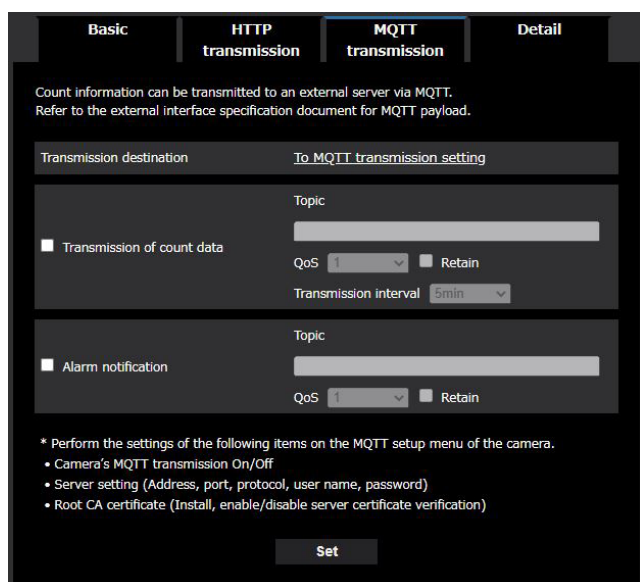 Basic
HTTP
transmission
MQTT
transmission
Detail
Count information can be transmitted to an external server via MQTT.
Refer to the external interface specification document for MQTT payload.
Transmission destination To MQTT transmission setting
Topic
Transmission of count data
QoS 1 Retain
Transmission interval 5min
Topic
Alarm notification
QoS 1 Retain
* Perform the settings of the following items on the MQTT setup menu of the camera.
• Camera's MQTT transmission On/Off
• Server setting (Address, port, protocol, user name, password)
• Root CA certificate (Install, enable/disable server certificate verification)
Set